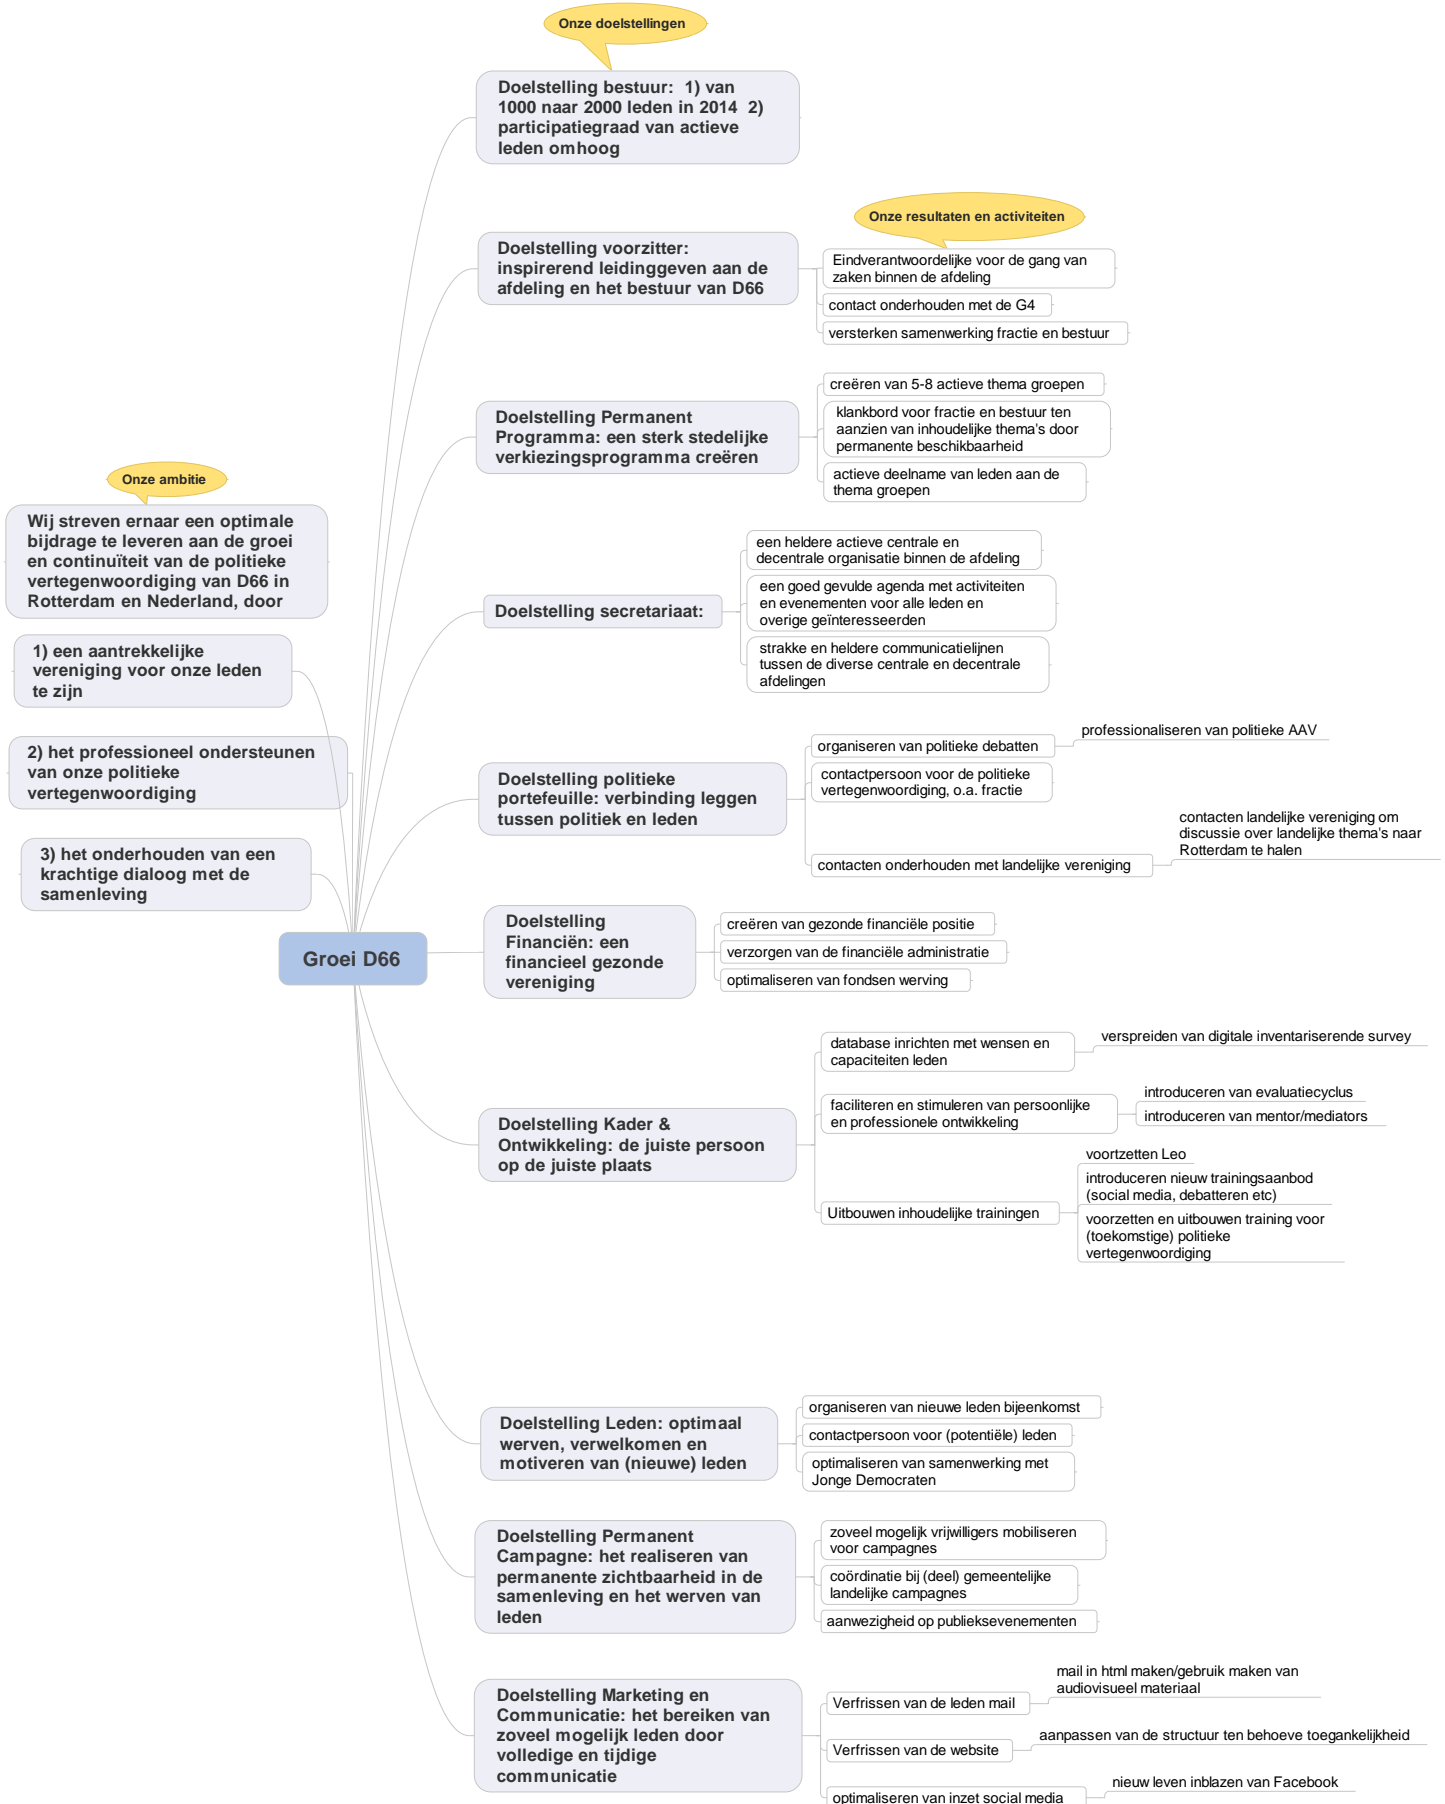 Onze doelstellingen
Doelstelling bestuur:  1) van
1000 naar 2000 leden in 2014  2)
participatiegraad van actieve
leden omhoog
Onze resultaten en activiteiten
Doelstelling voorzitter:
inspirerend leidinggeven aan de
afdeling en het bestuur van D66
Eindverantwoordelijke voor de gang van
zaken binnen de afdeling
contact onderhouden met de G4
versterken samenwerking fractie en bestuur
Doelstelling Permanent
Programma: een sterk stedelijke
verkiezingsprogramma creëren
creëren van 5-8 actieve thema groepen
klankbord voor fractie en bestuur ten
aanzien van inhoudelijke thema's door
permanente beschikbaarheid
actieve deelname van leden aan de
thema groepen
Onze ambitie
Wij streven ernaar een optimale
bijdrage te leveren aan de groei
en continuïteit van de politieke
vertegenwoordiging van D66 in
Rotterdam en Nederland, door
1) een aantrekkelijke
vereniging voor onze leden
te zijn
2) het professioneel ondersteunen
van onze politieke
vertegenwoordiging
3) het onderhouden van een
krachtige dialoog met de
samenleving
Groei D66
Doelstelling secretariaat:
een heldere actieve centrale en
decentrale organisatie binnen de afdeling
een goed gevulde agenda met activiteiten
en evenementen voor alle leden en
overige geïnteresseerden
strakke en heldere communicatielijnen
tussen de diverse centrale en decentrale
afdelingen
Doelstelling politieke
portefeuille: verbinding leggen
tussen politiek en leden
organiseren van politieke debatten
professionaliseren van politieke AAV
contactpersoon voor de politieke
vertegenwoordiging, o.a. fractie
contacten onderhouden met landelijke vereniging
contacten landelijke vereniging om
discussie over landelijke thema's naar
Rotterdam te halen
Doelstelling
Financiën: een
financieel gezonde
vereniging
creëren van gezonde financiële positie
verzorgen van de financiële administratie
optimaliseren van fondsen werving
Doelstelling Kader &
Ontwikkeling: de juiste persoon
op de juiste plaats
database inrichten met wensen en
capaciteiten leden
verspreiden van digitale inventariserende survey
faciliteren en stimuleren van persoonlijke
en professionele ontwikkeling
introduceren van evaluatiecyclus
introduceren van mentor/mediators
Uitbouwen inhoudelijke trainingen
voortzetten Leo
introduceren nieuw trainingsaanbod
(social media, debatteren etc)
voorzetten en uitbouwen training voor
(toekomstige) politieke
vertegenwoordiging
Doelstelling Leden: optimaal
werven, verwelkomen en
motiveren van (nieuwe) leden
organiseren van nieuwe leden bijeenkomst
contactpersoon voor (potentiële) leden
optimaliseren van samenwerking met
Jonge Democraten
Doelstelling Permanent
Campagne: het realiseren van
permanente zichtbaarheid in de
samenleving en het werven van
leden
zoveel mogelijk vrijwilligers mobiliseren
voor campagnes
coördinatie bij (deel) gemeentelijke
landelijke campagnes
aanwezigheid op publieksevenementen
Doelstelling Marketing en
Communicatie: het bereiken van
zoveel mogelijk leden door
volledige en tijdige
communicatie
Verfrissen van de leden mail
mail in html maken/gebruik maken van
audiovisueel materiaal
Verfrissen van de website
aanpassen van de structuur ten behoeve toegankelijkheid
optimaliseren van inzet social media
nieuw leven inblazen van Facebook